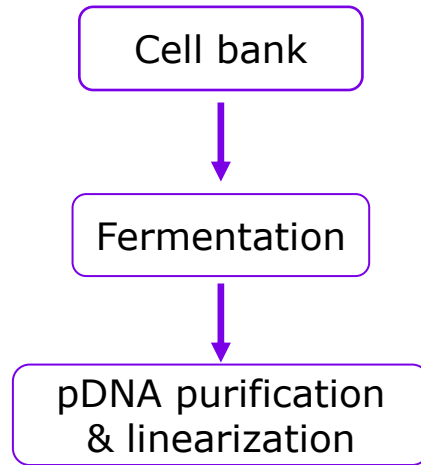 Cell bank
Fermentation
pDNA purification
& linearization